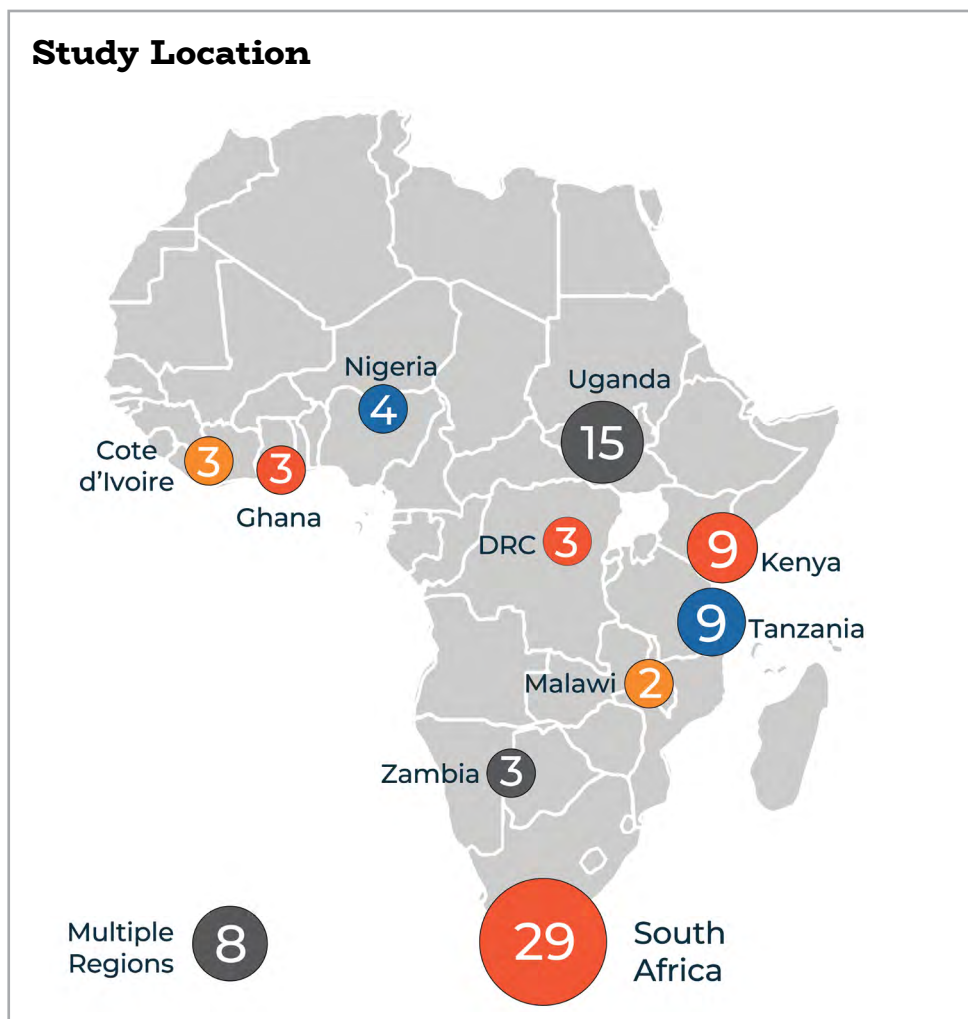 Study Location
Nigeria
4
Uganda
15
Cote
d’Ivoire
3
3
Ghana
DRC
3
9
Kenya
9
Tanzania
Malawi
2
Zambia
3
Multiple
Regions
8
29
South
Africa